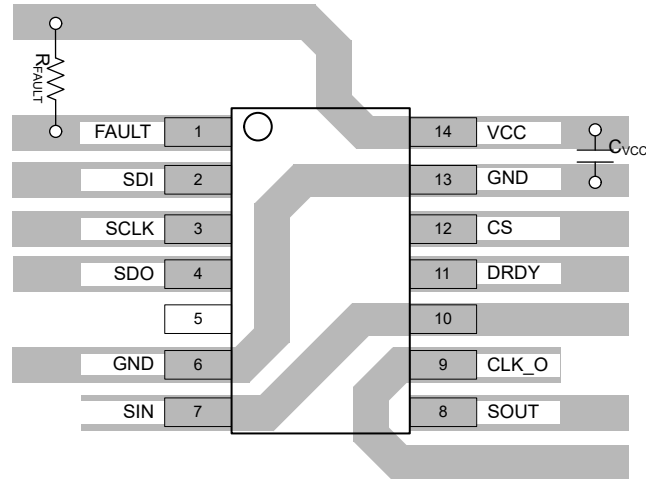 RFAULT
FAULT 1 14 VCC
CVCC
SDI 2 13 GND
SCLK 3 12 CS
SDO 4 11 DRDY
5 10
GND 6 9 CLK_O
SIN 7 8 SOUT